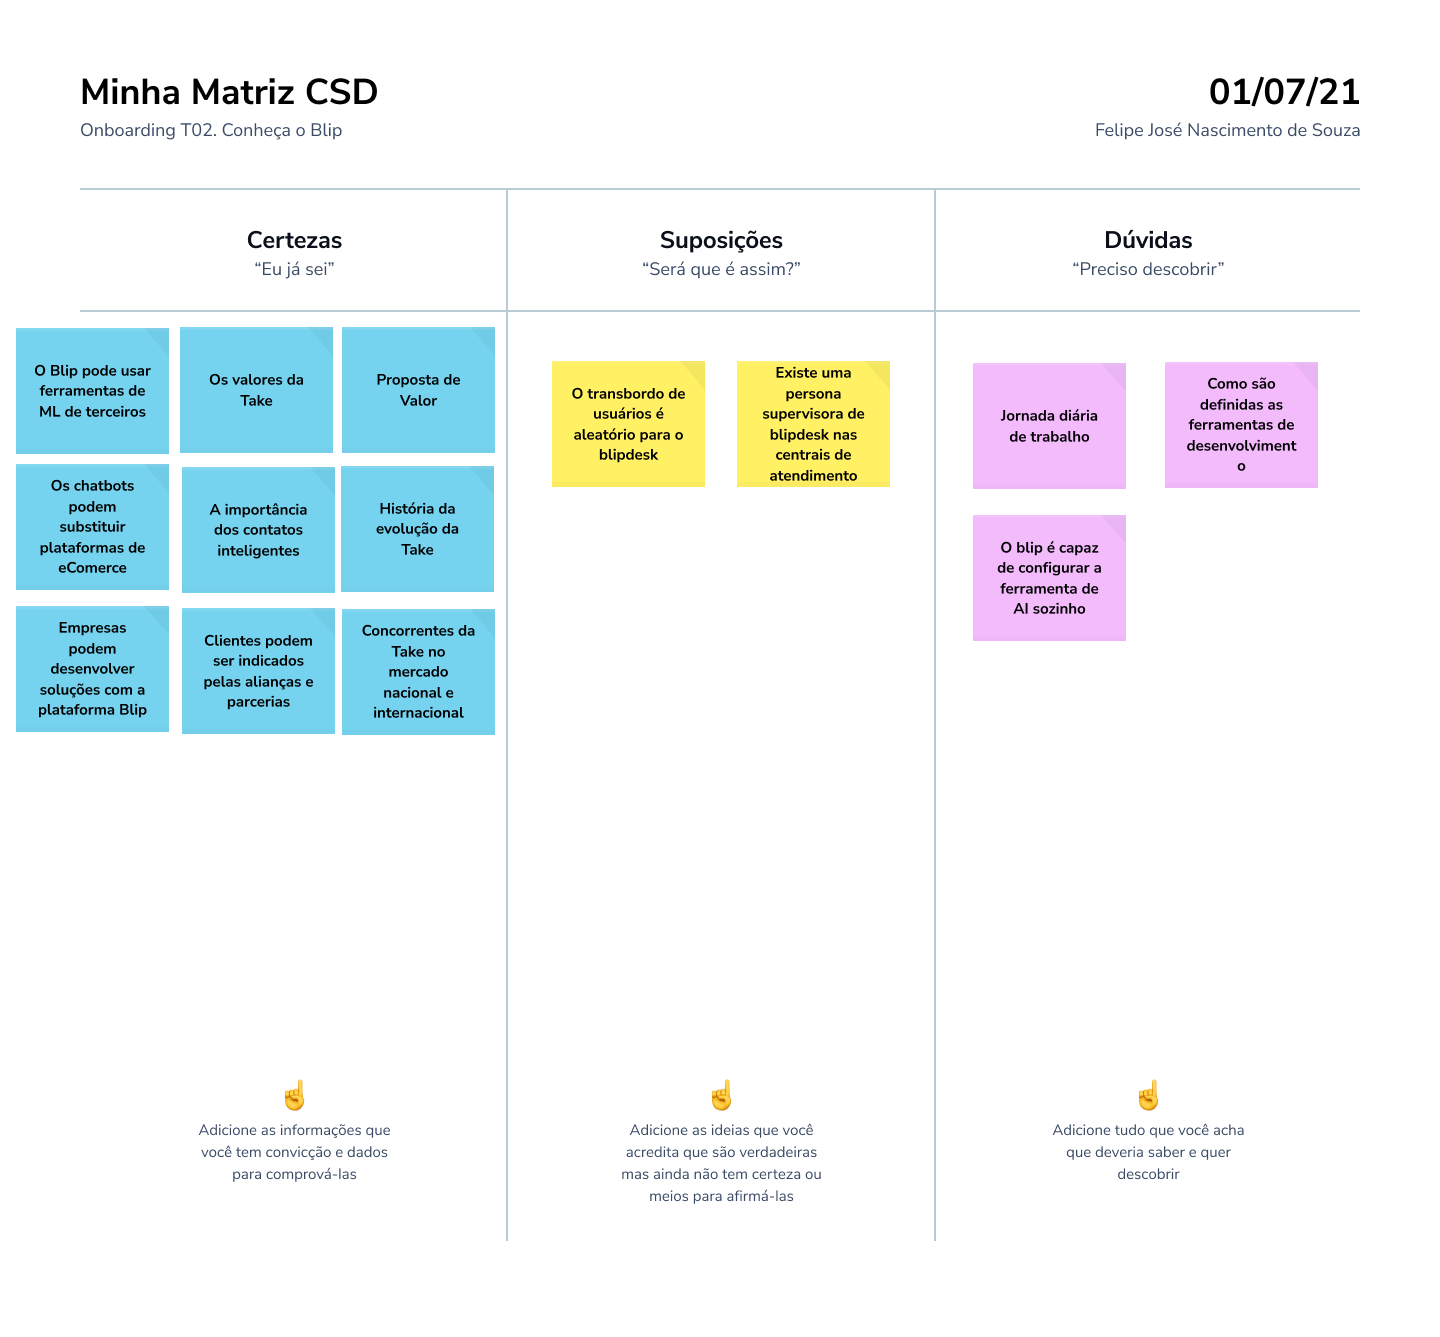 Minha Matriz CSD
Onboarding T02. Conheça o Blip
01/07/21
Felipe José Nascimento de Souza
Certezas
“Eu já sei”
Suposições
“Será que é assim?”
Dúvidas
“Preciso descobrir”
O Blip pode usar
ferramentas de
ML de terceiros
Os valores da
Take
Proposta de
Valor
Os chatbots
podem
substituir
plataformas de
eComerce
A importância
dos contatos
inteligentes
História da
evolução da
Take
Empresas
podem
desenvolver
soluções com a
plataforma Blip
Clientes podem
ser indicados
pelas alianças e
parcerias
Concorrentes da
Take no
mercado
nacional e
internacional
O transbordo de
usuários é
aleatório para o
blipdesk
Existe uma
persona
supervisora de
blipdesk nas
centrais de
atendimento
Jornada diária
de trabalho
Como são
definidas as
ferramentas de
desenvolviment
o
O blip é capaz
de configurar a
ferramenta de
AI sozinho
Adicione as informações que
você tem convicção e dados
para comprová-las
Adicione as ideias que você
acredita que são verdadeiras
mas ainda não tem certeza ou
meios para afirmá-las
Adicione tudo que você acha
que deveria saber e quer
descobrir